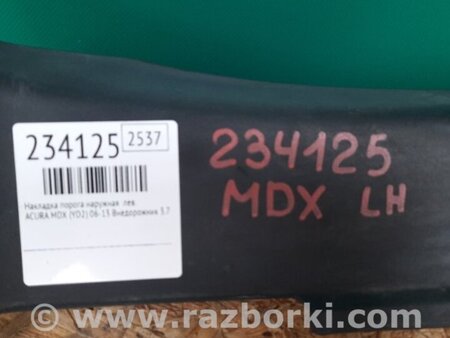 234125 2537
Накладка порога наружная лев.
ACURA MDX (YD2) 06-13 Внедорожник 3.7
234125
MDX LH
© www.razborki.com